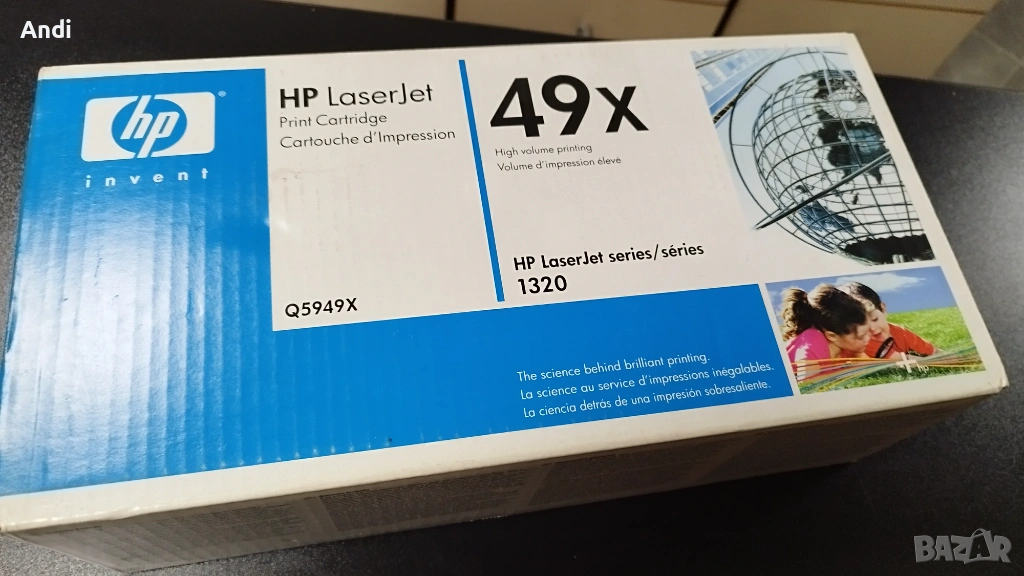 Andi
hp
®
invent
HP LaserJet
Print Cartridge
Cartouche d'Impression
Q5949X
49X
High volume printing
Volume d'impression élevé
HP LaserJet series/séries
1320
The science behind brilliant printing.
La science au service d'impressions inégalables.
La ciencia detrás de una impresión sobresaliente.
BAZAR